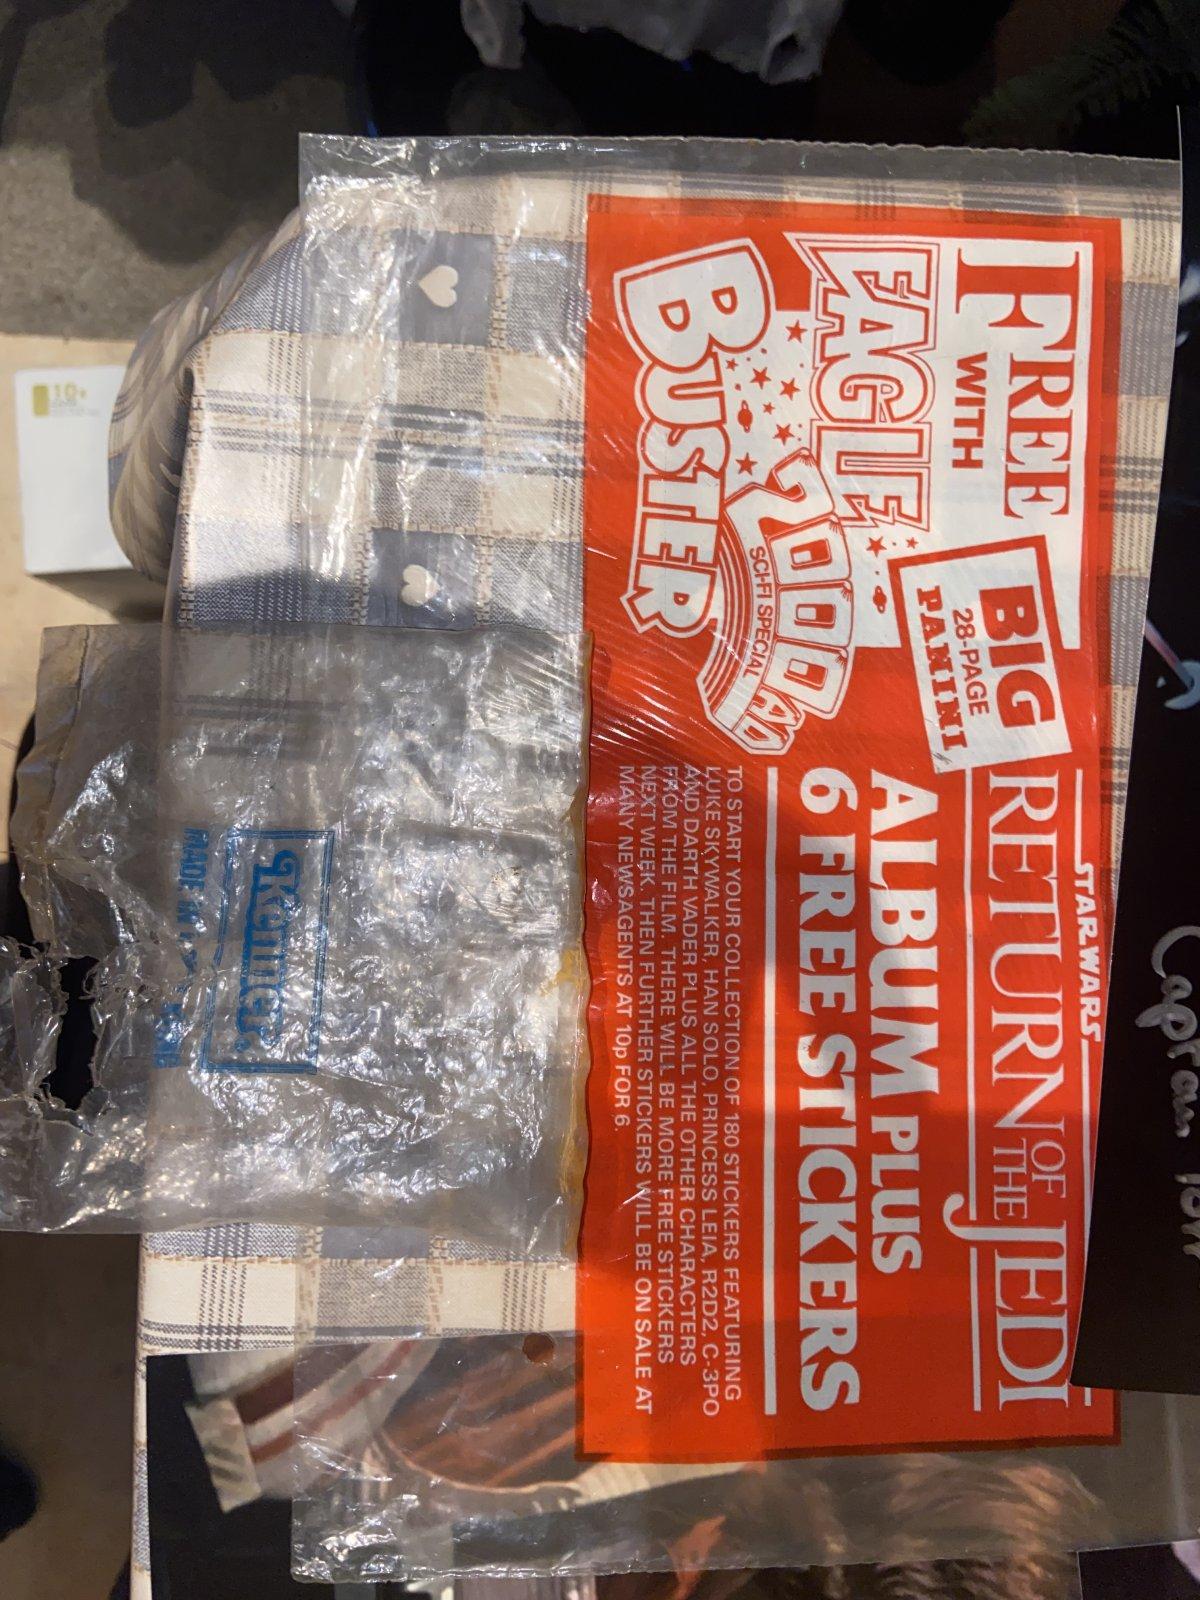 FREE
WITH
EAGLE
2000 AD
SCI-FI SPECIAL
BUSTER
BIG
28-PAGE
PANINI
STAR WARS
RETURN OF THE JEDI
ALBUM PLUS
6 FREE STICKERS
TO START YOUR COLLECTION OF 180 STICKERS FEATURING
LUKE SKYWALKER, HAN SOLO, PRINCESS LEIA, R2D2, C-3PO
AND DARTH VADER PLUS ALL THE OTHER CHARACTERS
FROM THE FILM. THERE WILL BE MORE FREE STICKERS
NEXT WEEK. THEN FURTHER STICKERS WILL BE ON SALE AT
MANY NEWSAGENTS AT 10p FOR 6
Kenner
MADE IN
10+